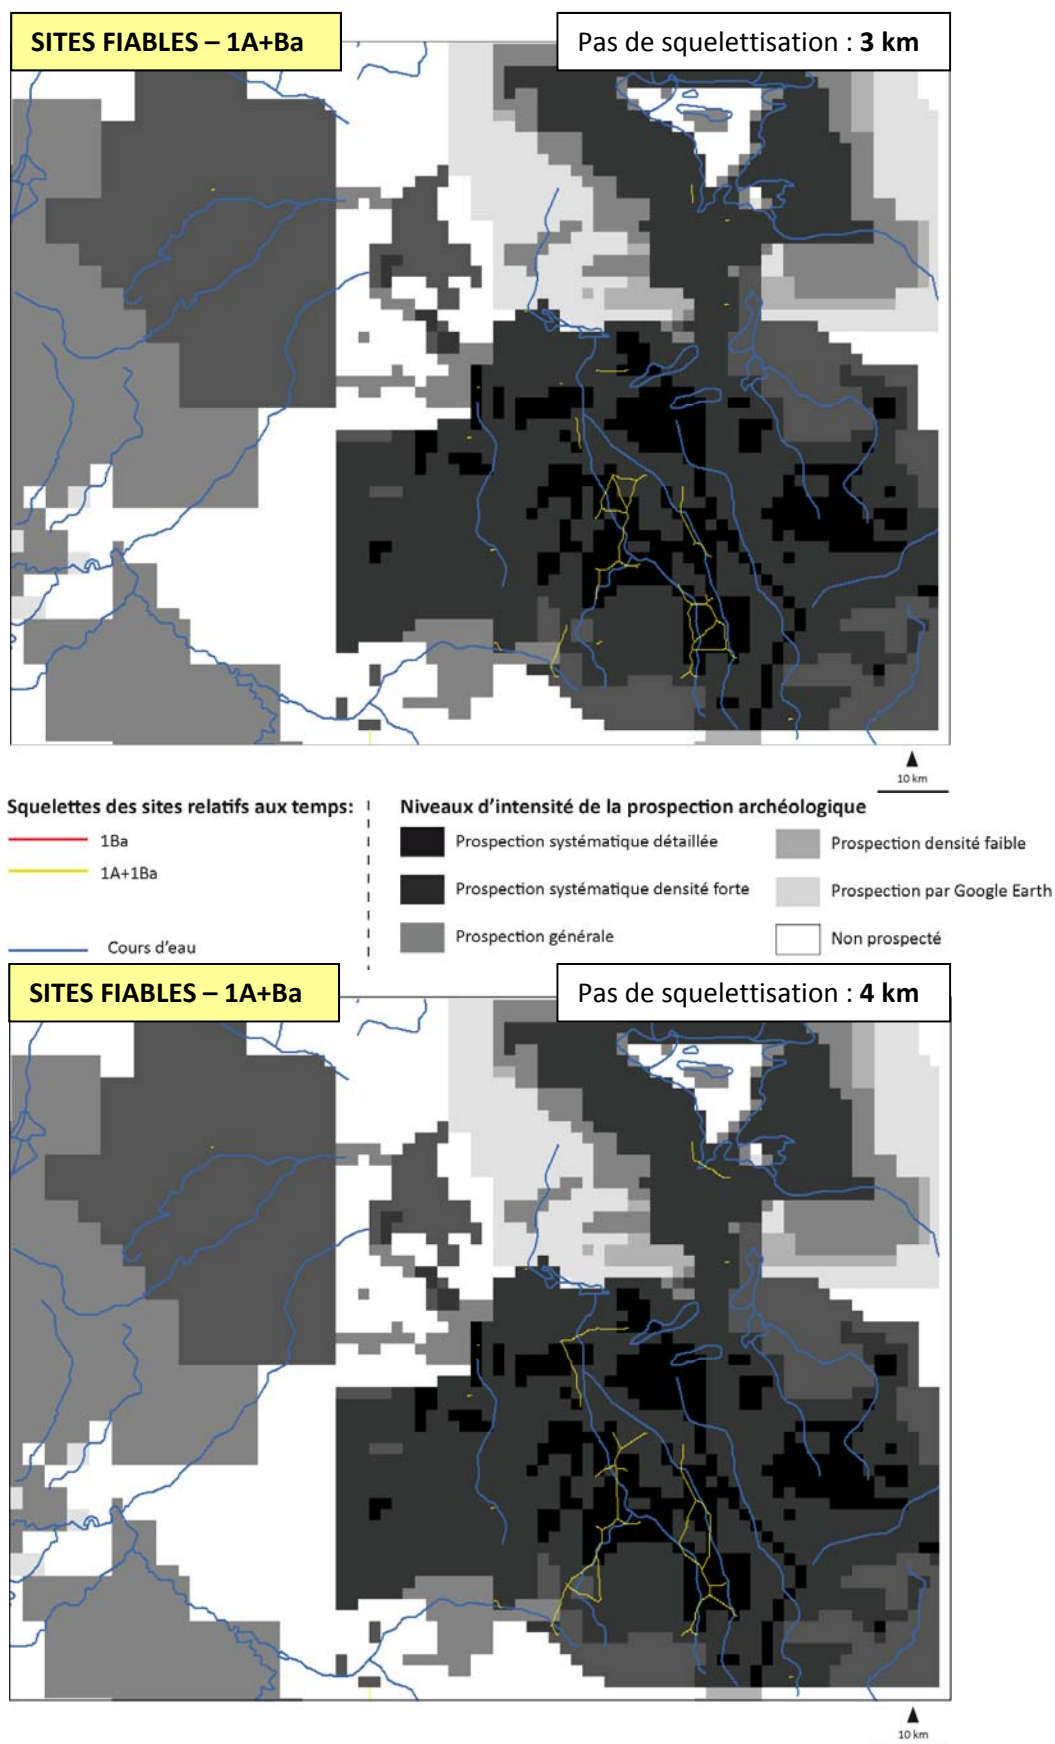 SITES FIABLES – 1A+Ba
Pas de squelettisation : 3 km
10 km
Squelettes des sites relatifs aux temps:
1Ba
1A+1Ba
Cours d'eau
Niveaux d'intensité de la prospection archéologique
Prospection systématique détaillée
Prospection systématique densité forte
Prospection générale
Prospection densité faible
Prospection par Google Earth
Non prospecté
SITES FIABLES – 1A+Ba
Pas de squelettisation : 4 km
10 km